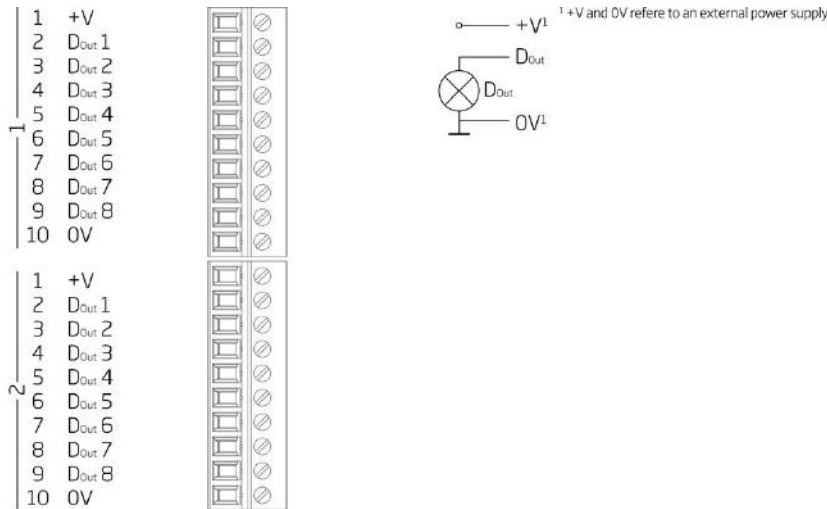 1 +V
2 DOut 1
3 DOut 2
4 DOut 3
5 DOut 4
6 DOut 5
7 DOut 6
8 DOut 7
9 DOut 8
10 0V
1
1 +V
2 DOut 1
3 DOut 2
4 DOut 3
5 DOut 4
6 DOut 5
7 DOut 6
8 DOut 7
9 DOut 8
10 0V
2
+V¹
DOut
DOut
0V¹
¹ +V and 0V refere to an external power supply